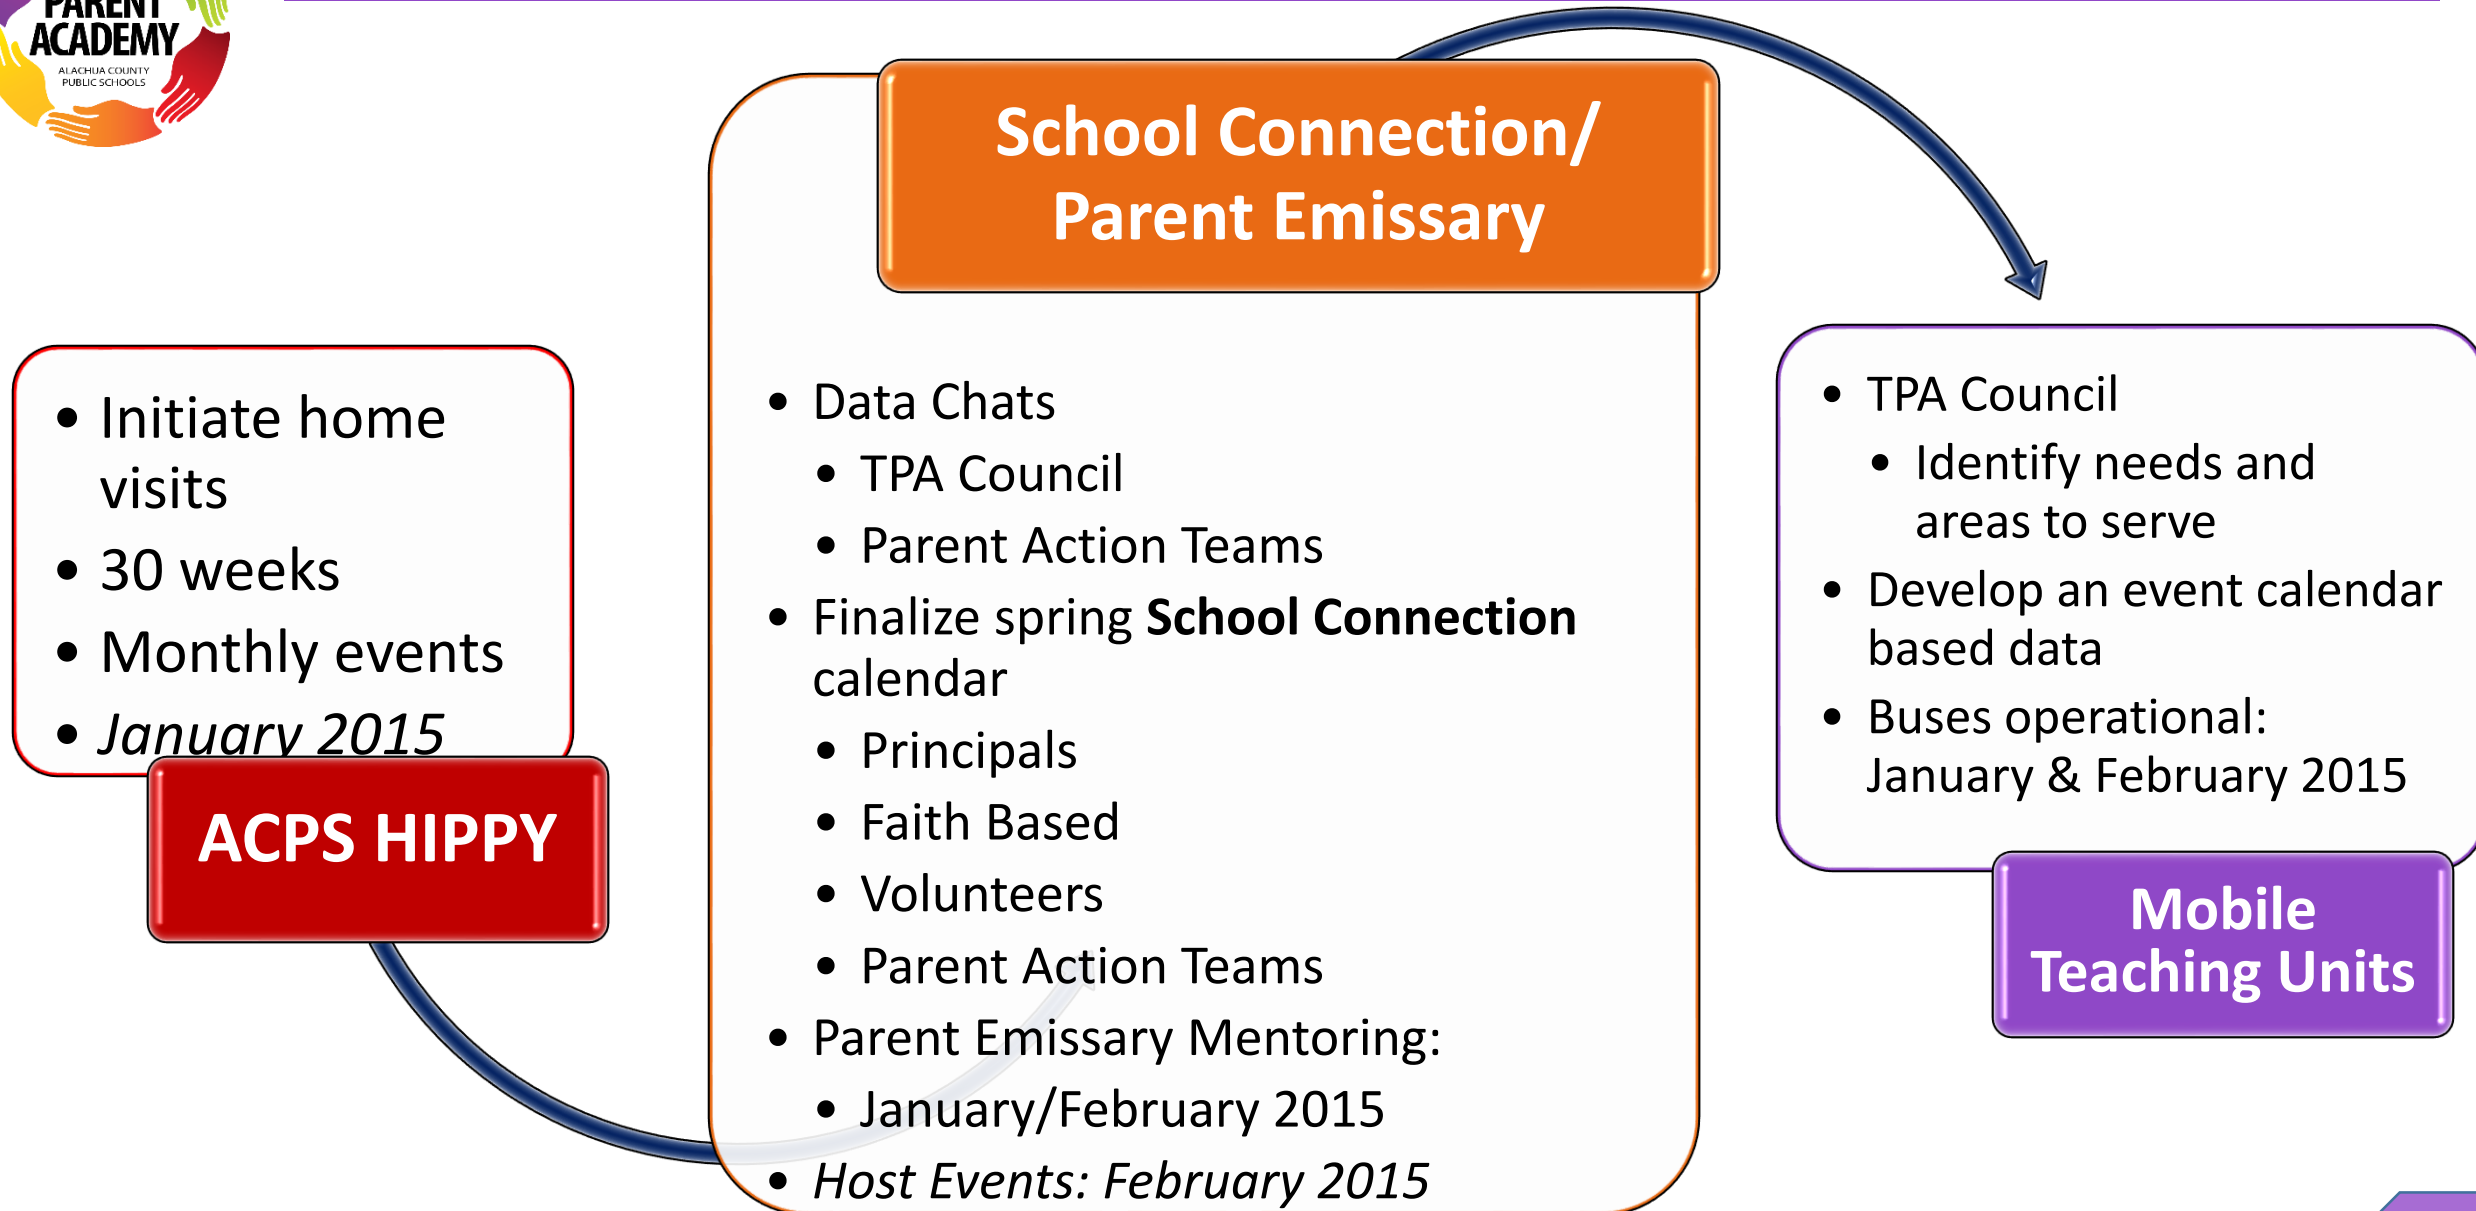 PARENT
ACADEMY
ALACHUA COUNTY
PUBLIC SCHOOLS
• Initiate home
visits
• 30 weeks
• Monthly events
• January 2015
ACPS HIPPY
School Connection/
Parent Emissary
• Data Chats
• TPA Council
• Parent Action Teams
• Finalize spring School Connection
calendar
• Principals
• Faith Based
• Volunteers
• Parent Action Teams
• Parent Emissary Mentoring:
• January/February 2015
• Host Events: February 2015
• TPA Council
• Identify needs and
areas to serve
• Develop an event calendar
based data
• Buses operational:
January & February 2015
Mobile
Teaching Units